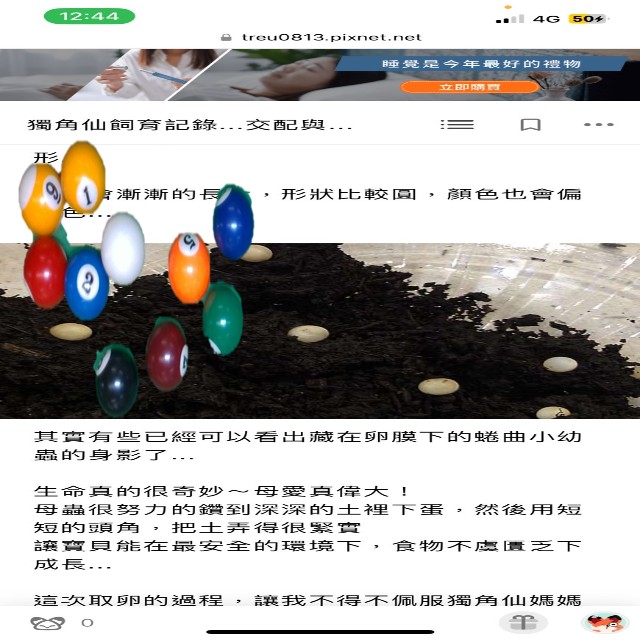 12:44
4G
50
treu0813.pixnet.net
睡覺是今年最好的禮物
立即購買
獨角仙飼育記錄...交配與...
形
會漸漸的長，形狀比較圓，顏色也會偏
色...
9
1
2
5
其實有些已經可以看出藏在卵膜下的蜷曲小幼
蟲的身影了...
生命真的很奇妙～母愛真偉大！
母蟲很努力的鑽到深深的土裡下蛋，然後用短
短的頭角，把土弄得很緊實
讓寶貝能在最安全的環境下，食物不虞匱乏下
成長...
這次取卵的過程，讓我不得不佩服獨角仙媽媽
0